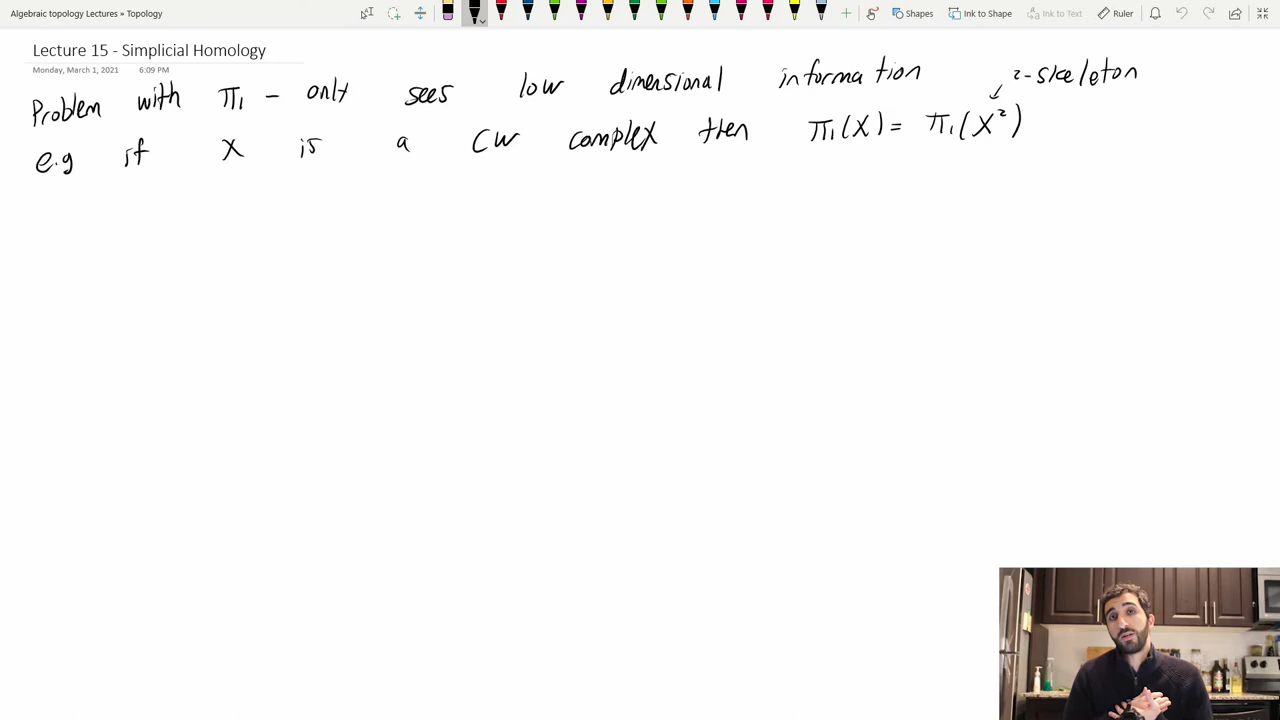 Algebraic topology Lectures » Topology
Shapes
Ink to Shape
Ink to Text
Ruler
Lecture 15 - Simplicial Homology
Monday, March 1, 2021 6:09 PM
Problem with π₁ - only sees low dimensional information
2-skeleton
e.g if X is a CW complex then π₁(X) = π₁(X²)